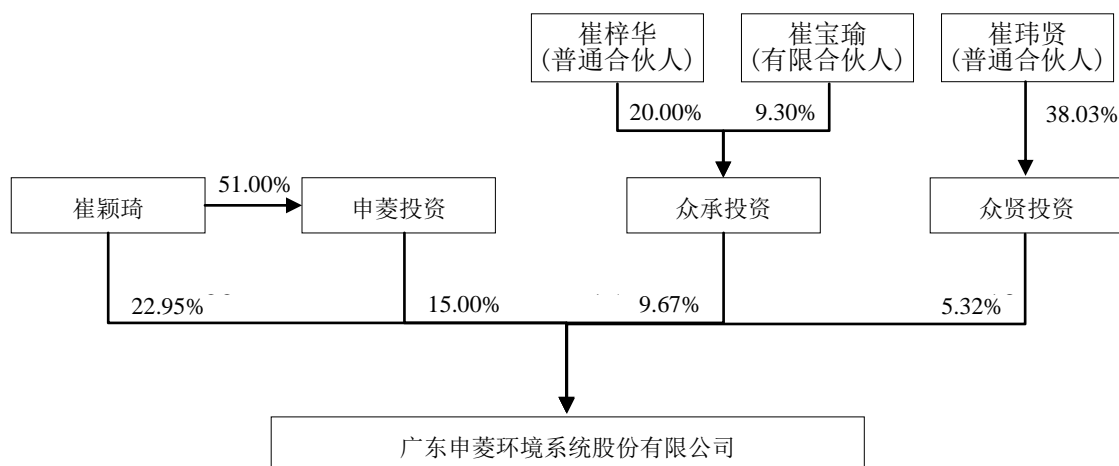 崔梓华
(普通合伙人)
崔宝瑜
(有限合伙人)
崔玮贤
(普通合伙人)
20.00%
9.30%
38.03%
崔颖琦
51.00%
申菱投资
众承投资
众贤投资
22.95%
15.00%
9.67%
5.32%
广东申菱环境系统股份有限公司